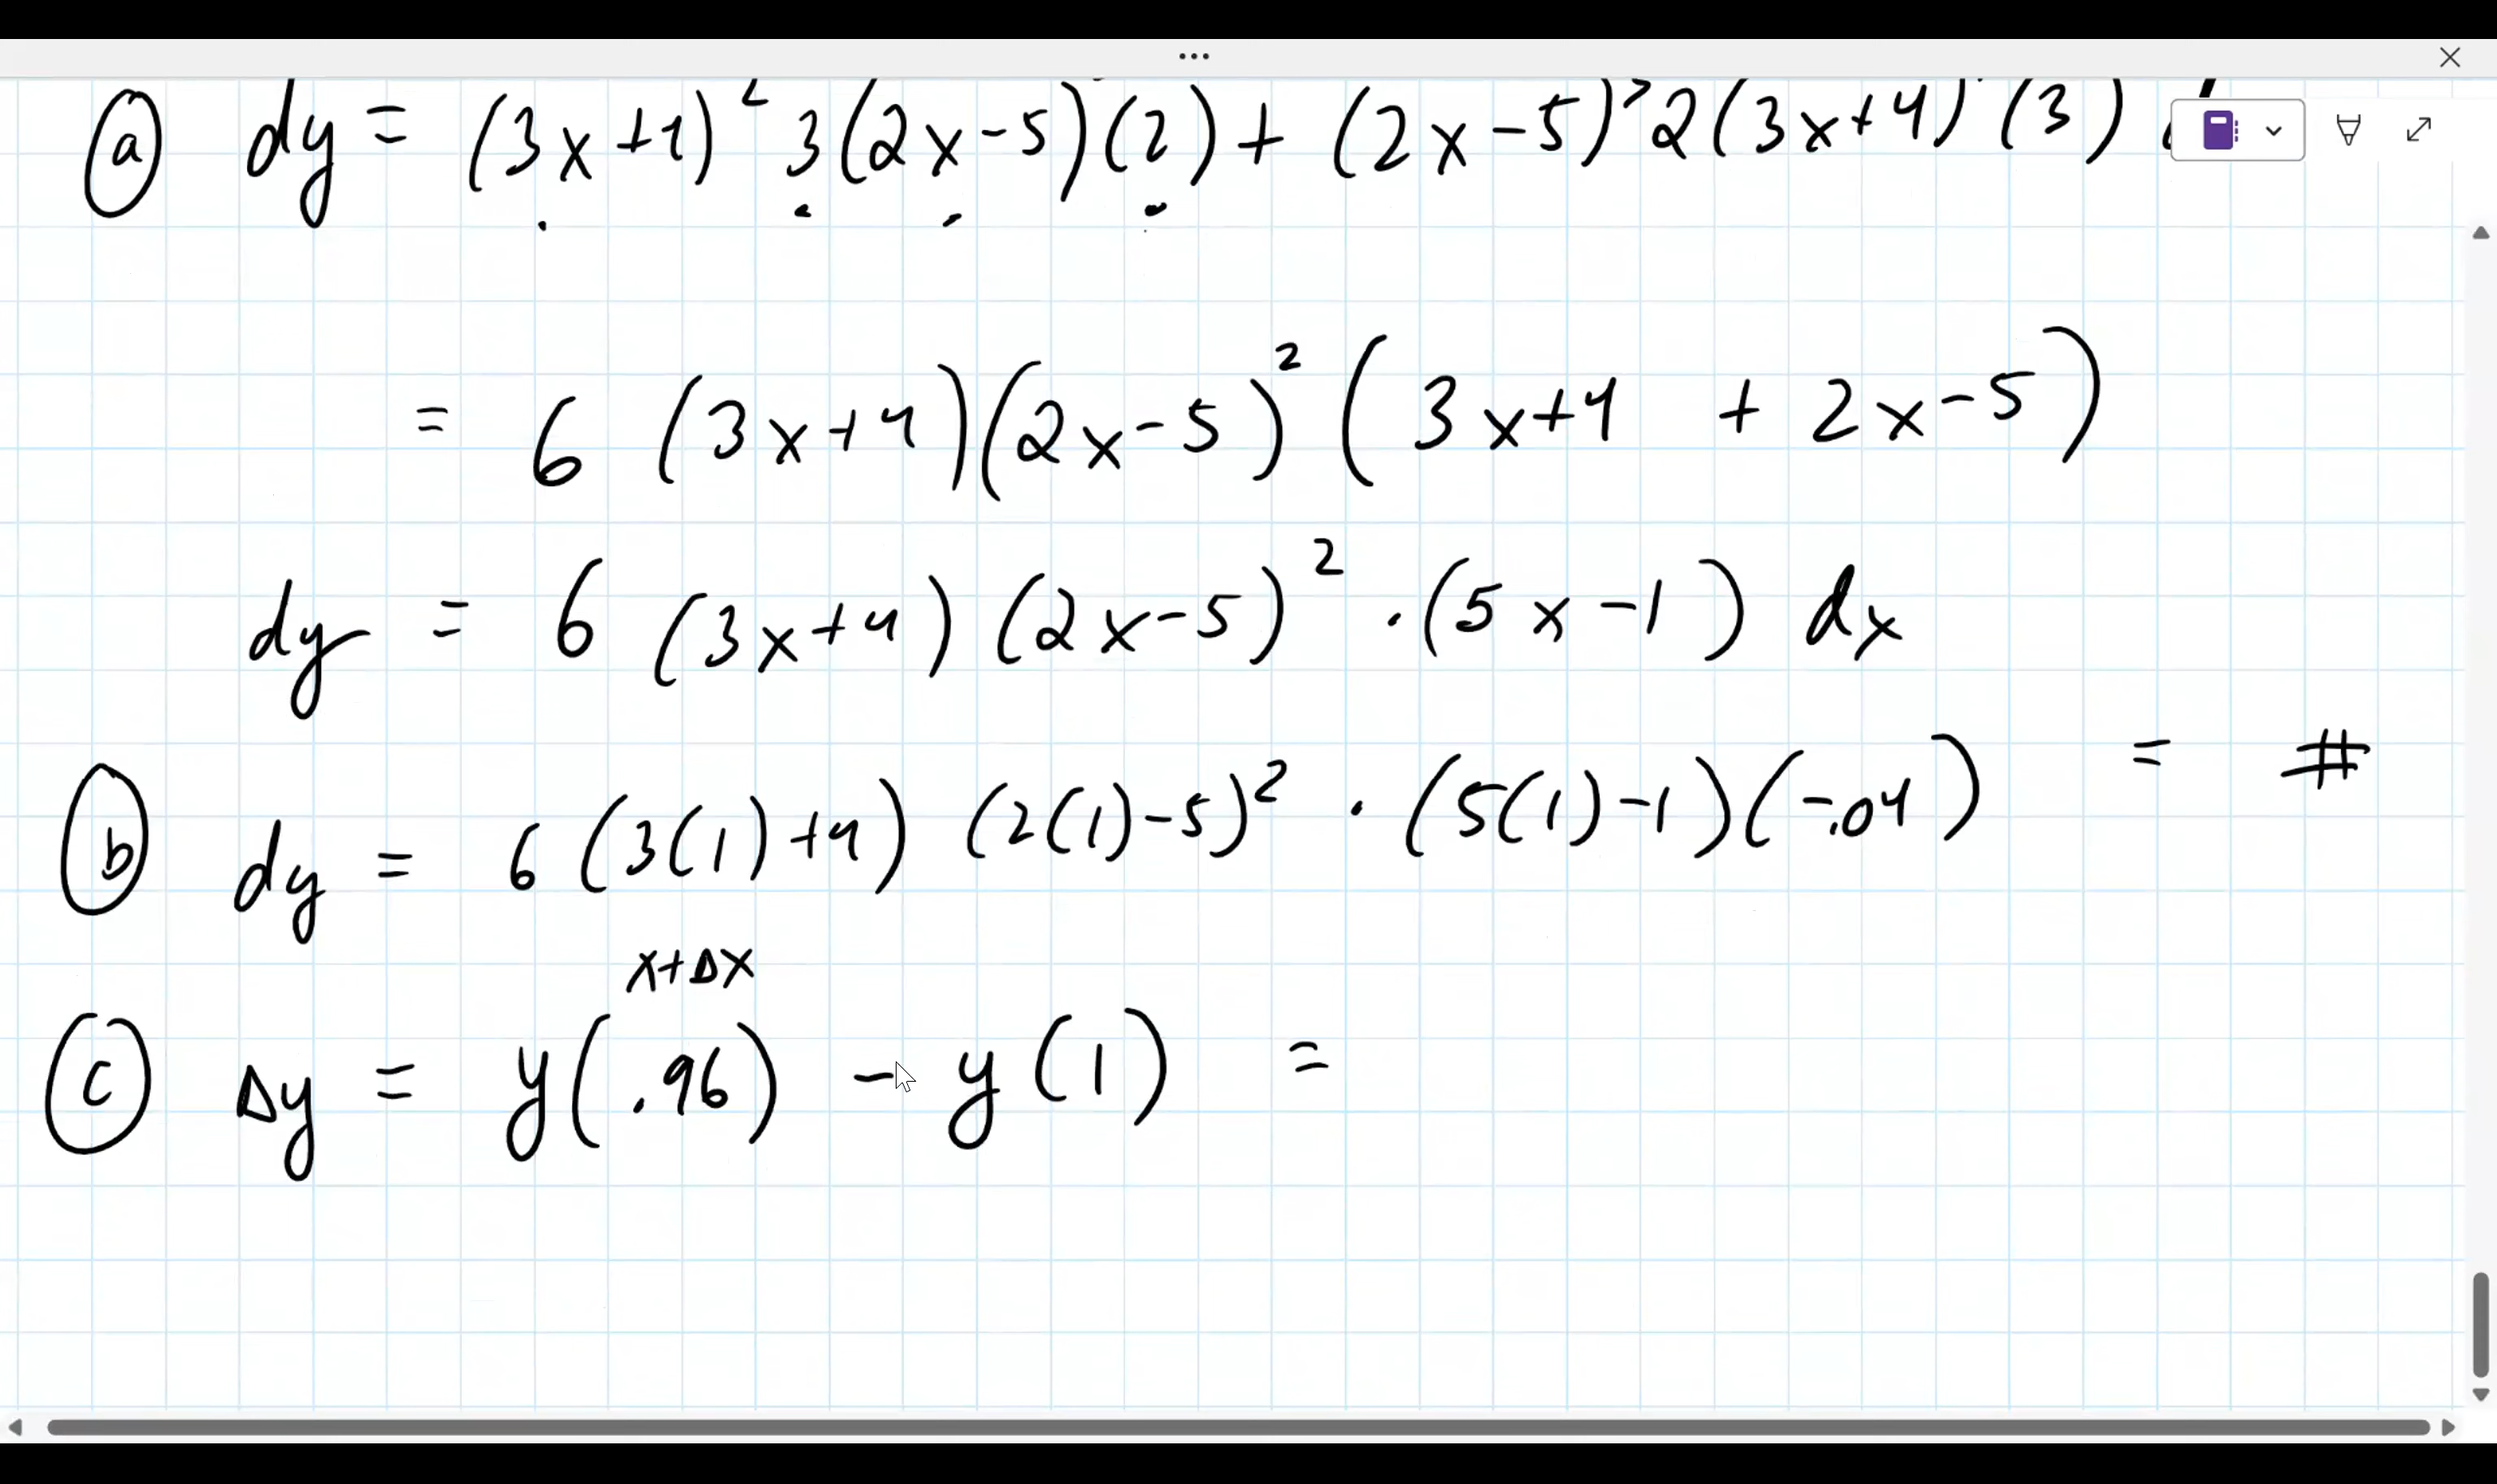 (a) dy = (3x+4)² 3(2x-5) (2) + (2x-5)³ 2(3x+4) (3)
= 6 (3x+4)(2x-5)² (3x+4 + 2x-5)
dy = 6 (3x+4) (2x-5)² · (5x-1) dx
(b) dy = 6 (3(1)+4) (2(1)-5)² · (5(1)-1)(-.04) = #
x+Δx
(c) Δy = y(.96) - y(1) =